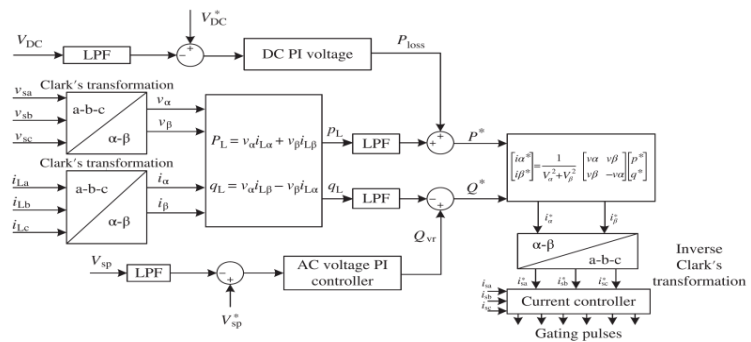 V*DC
VDC
LPF
− +
DC PI voltage
Ploss
Clark's transformation
vsa
vsb
vsc
a-b-c
α-β
vα
vβ
PL = vαiLα + vβiLβ
qL = vαiLβ − vβiLα
pL
LPF
+ +
P*
Clark's transformation
iLa
iLb
iLc
a-b-c
α-β
iα
iβ
qL
LPF
− +
Q*
[iα* iβ*] = 1/(Vα² + Vβ²) [vα vβ vβ −vα] [p* q*]
Qvr
Vsp
LPF
− +
V*sp
AC voltage PI
controller
i*α
i*β
α-β
a-b-c
Inverse
Clark's
transformation
i*sa
i*sb
i*sc
isa
isb
isc
Current controller
Gating pulses